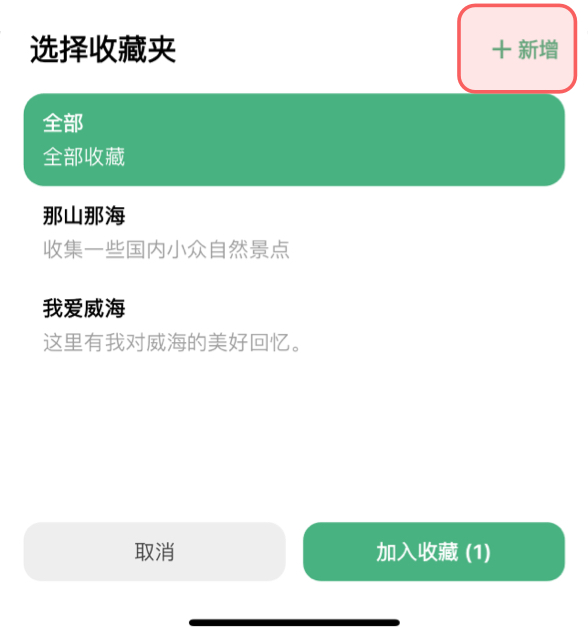 选择收藏夹
+ 新增
全部
全部收藏
那山那海
收集一些国内小众自然景点
我爱威海
这里有我对威海的美好回忆。
取消
加入收藏 (1)